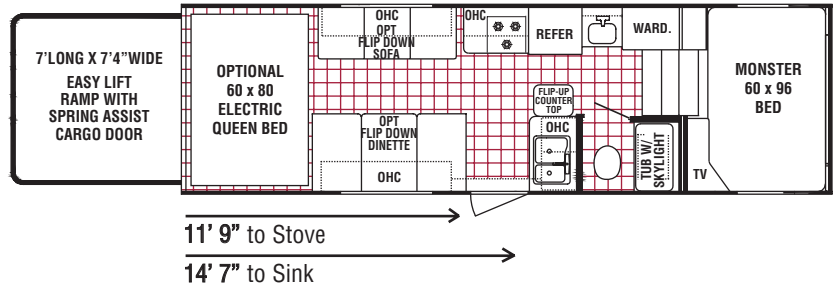 7'LONG X 7'4"WIDE
EASY LIFT
RAMP WITH
SPRING ASSIST
CARGO DOOR
OPTIONAL
60 x 80
ELECTRIC
QUEEN BED
OHC
OPT
FLIP DOWN
SOFA
OPT
FLIP DOWN
DINETTE
OHC
OHC
REFER
WARD.
FLIP-UP
COUNTER
TOP
OHC
TUB W/
SKYLIGHT
TV
MONSTER
60 x 96
BED
11' 9" to Stove
14' 7" to Sink